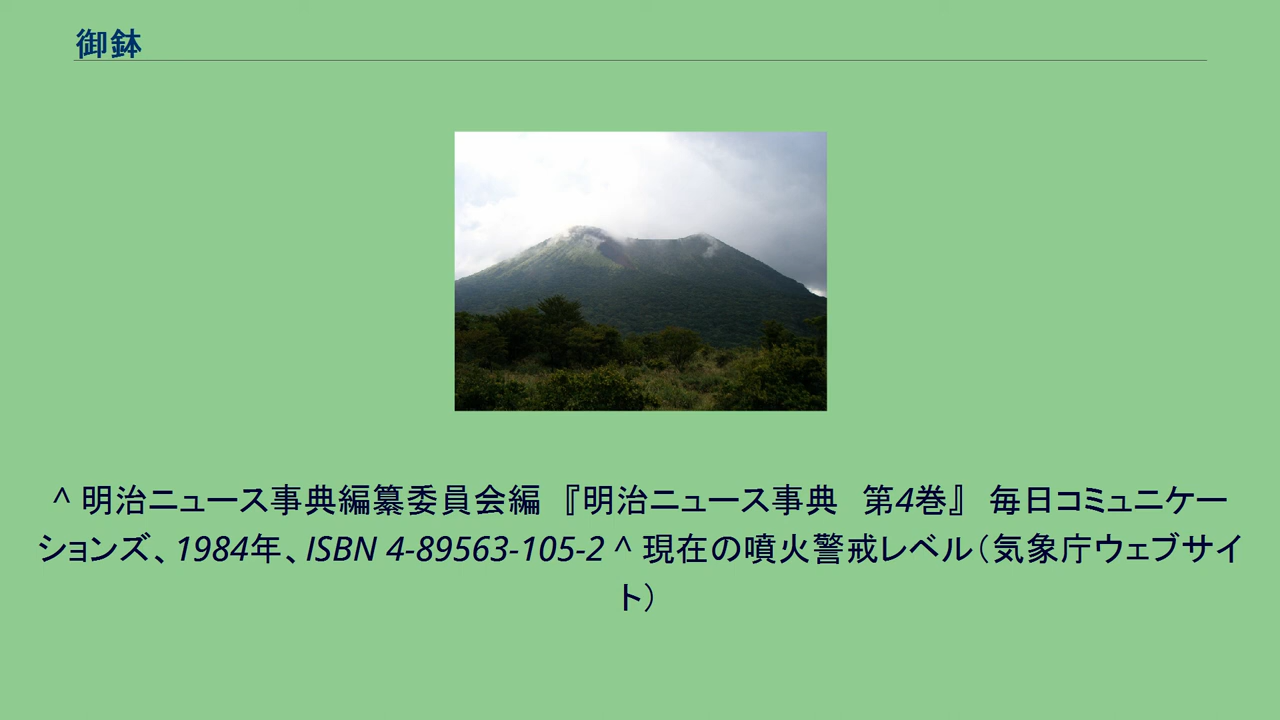 御鉢
^ 明治ニュース事典編纂委員会編 『明治ニュース事典　第4巻』 毎日コミュニケー
ションズ、1984年、ISBN 4-89563-105-2 ^ 現在の噴火警戒レベル（気象庁ウェブサイ
ト）